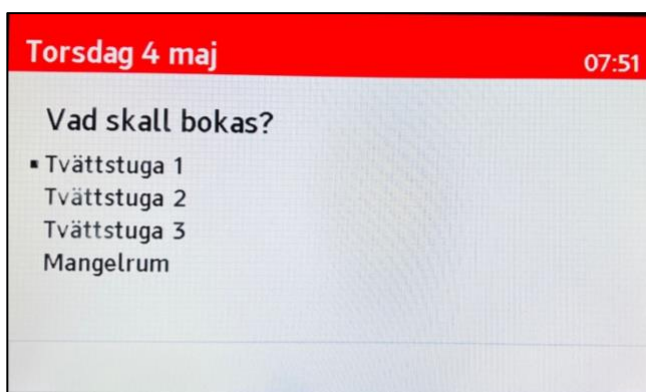 Torsdag 4 maj
07:51
Vad skall bokas?
Tvättstuga 1
Tvättstuga 2
Tvättstuga 3
Mangelrum